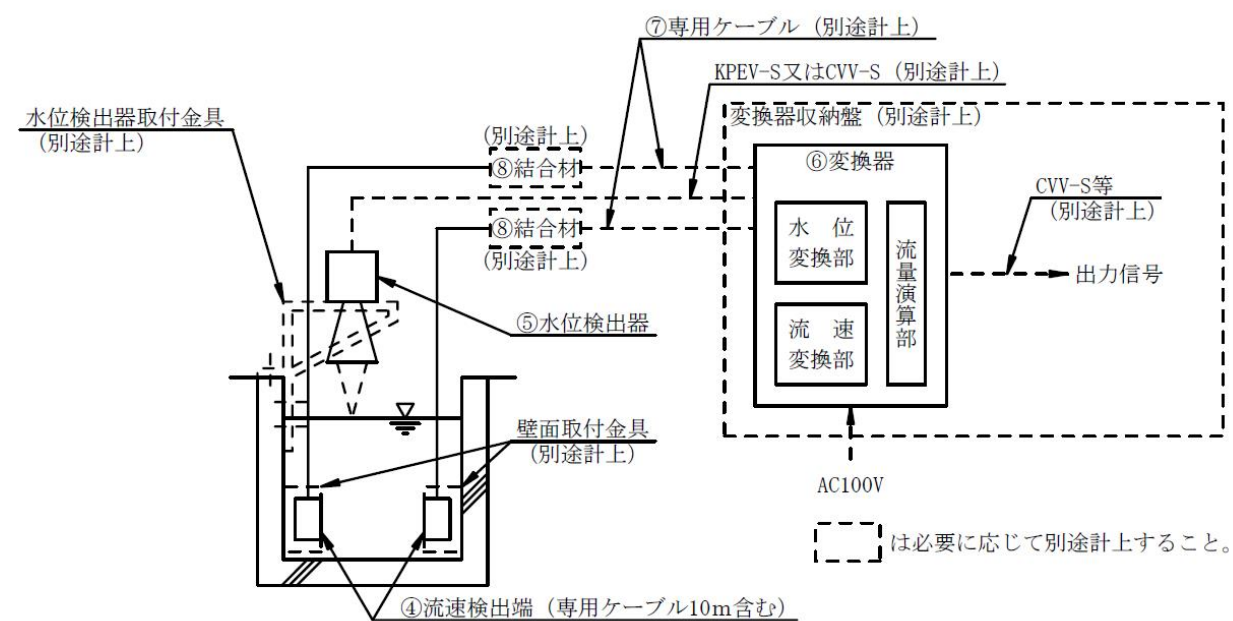 ⑦専用ケーブル（別途計上）
KPEV-S又はCVV-S（別途計上）
水位検出器取付金具
（別途計上）
変換器収納盤（別途計上）
（別途計上）
⑧結合材
⑥変換器
CVV-S等
（別途計上）
⑧結合材
（別途計上）
水　位
変換部
流量演算部
出力信号
⑤水位検出器
流　速
変換部
壁面取付金具
（別途計上）
AC100V
は必要に応じて別途計上すること。
④流速検出端（専用ケーブル10m含む）